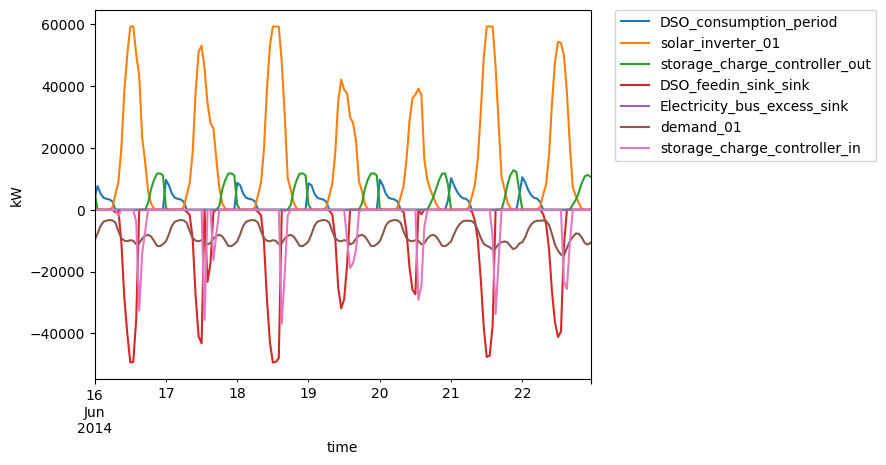 60000
40000
20000
0
−20000
−40000
kW
16
Jun
2014
17
18
19
20
21
22
time
DSO_consumption_period
solar_inverter_01
storage_charge_controller_out
DSO_feedin_sink_sink
Electricity_bus_excess_sink
demand_01
storage_charge_controller_in